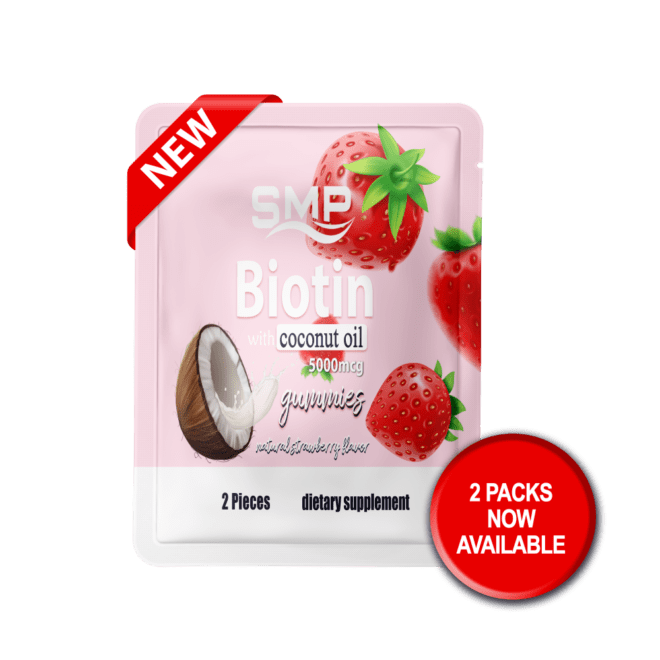 NEW
SMP
Biotin
with coconut oil
5000mcg
gummies
natural strawberry flavor
2 Pieces dietary supplement
2 PACKS
NOW
AVAILABLE